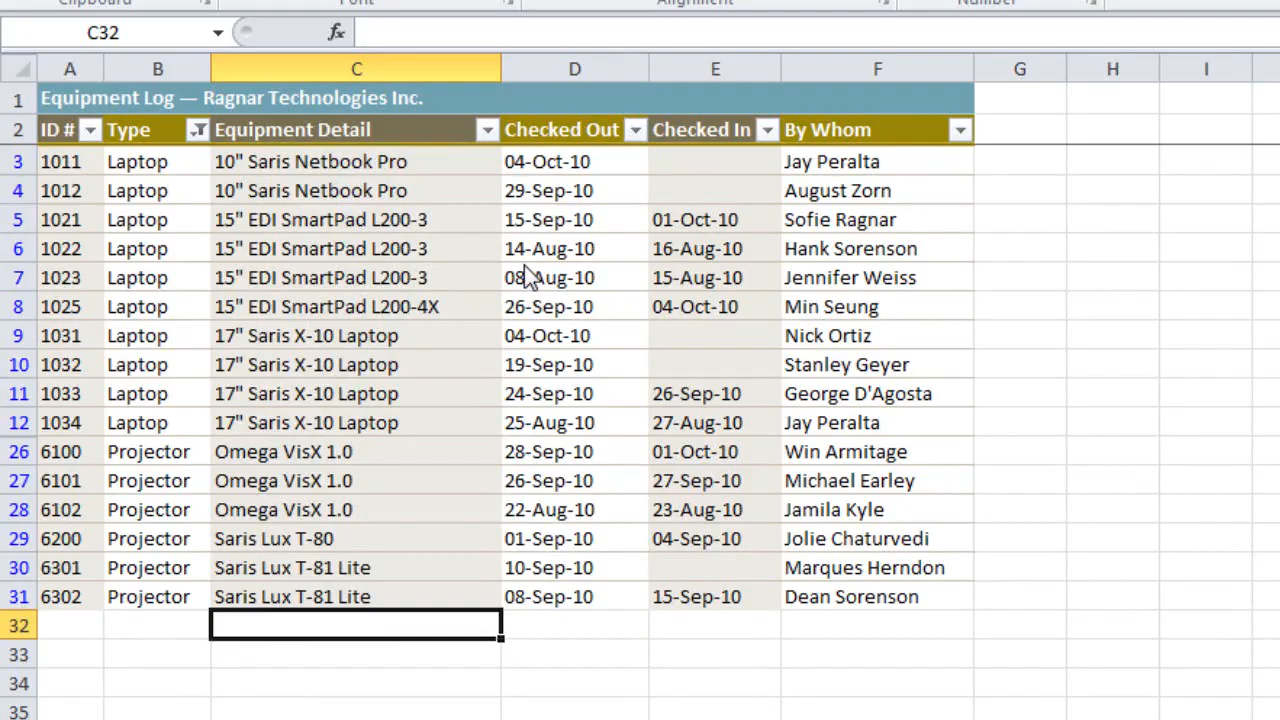 Clipboard Font Alignment Number
C32 fx
A B C D E F G H I
1 Equipment Log — Ragnar Technologies Inc.
2 ID # Type Equipment Detail Checked Out Checked In By Whom
3 1011 Laptop 10" Saris Netbook Pro 04-Oct-10 Jay Peralta
4 1012 Laptop 10" Saris Netbook Pro 29-Sep-10 August Zorn
5 1021 Laptop 15" EDI SmartPad L200-3 15-Sep-10 01-Oct-10 Sofie Ragnar
6 1022 Laptop 15" EDI SmartPad L200-3 14-Aug-10 16-Aug-10 Hank Sorenson
7 1023 Laptop 15" EDI SmartPad L200-3 08-Aug-10 15-Aug-10 Jennifer Weiss
8 1025 Laptop 15" EDI SmartPad L200-4X 26-Sep-10 04-Oct-10 Min Seung
9 1031 Laptop 17" Saris X-10 Laptop 04-Oct-10 Nick Ortiz
10 1032 Laptop 17" Saris X-10 Laptop 19-Sep-10 Stanley Geyer
11 1033 Laptop 17" Saris X-10 Laptop 24-Sep-10 26-Sep-10 George D'Agosta
12 1034 Laptop 17" Saris X-10 Laptop 25-Aug-10 27-Aug-10 Jay Peralta
26 6100 Projector Omega VisX 1.0 28-Sep-10 01-Oct-10 Win Armitage
27 6101 Projector Omega VisX 1.0 26-Sep-10 27-Sep-10 Michael Earley
28 6102 Projector Omega VisX 1.0 22-Aug-10 23-Aug-10 Jamila Kyle
29 6200 Projector Saris Lux T-80 01-Sep-10 04-Sep-10 Jolie Chaturvedi
30 6301 Projector Saris Lux T-81 Lite 10-Sep-10 Marques Herndon
31 6302 Projector Saris Lux T-81 Lite 08-Sep-10 15-Sep-10 Dean Sorenson
32
33
34
35